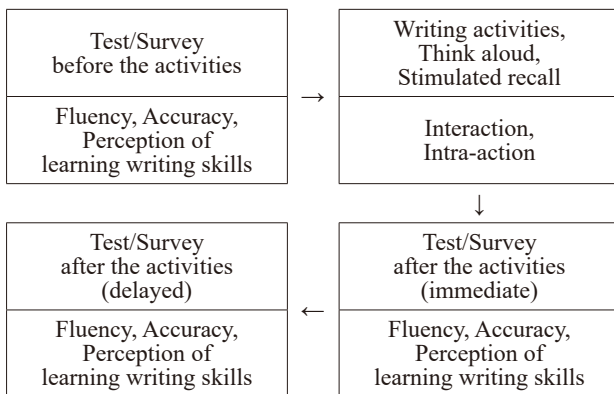 Test/Survey
before the activities
Fluency, Accuracy,
Perception of
learning writing skills
→
Writing activities,
Think aloud,
Stimulated recall
Interaction,
Intra-action
↓
Test/Survey
after the activities
(immediate)
Fluency, Accuracy,
Perception of
learning writing skills
←
Test/Survey
after the activities
(delayed)
Fluency, Accuracy,
Perception of
learning writing skills